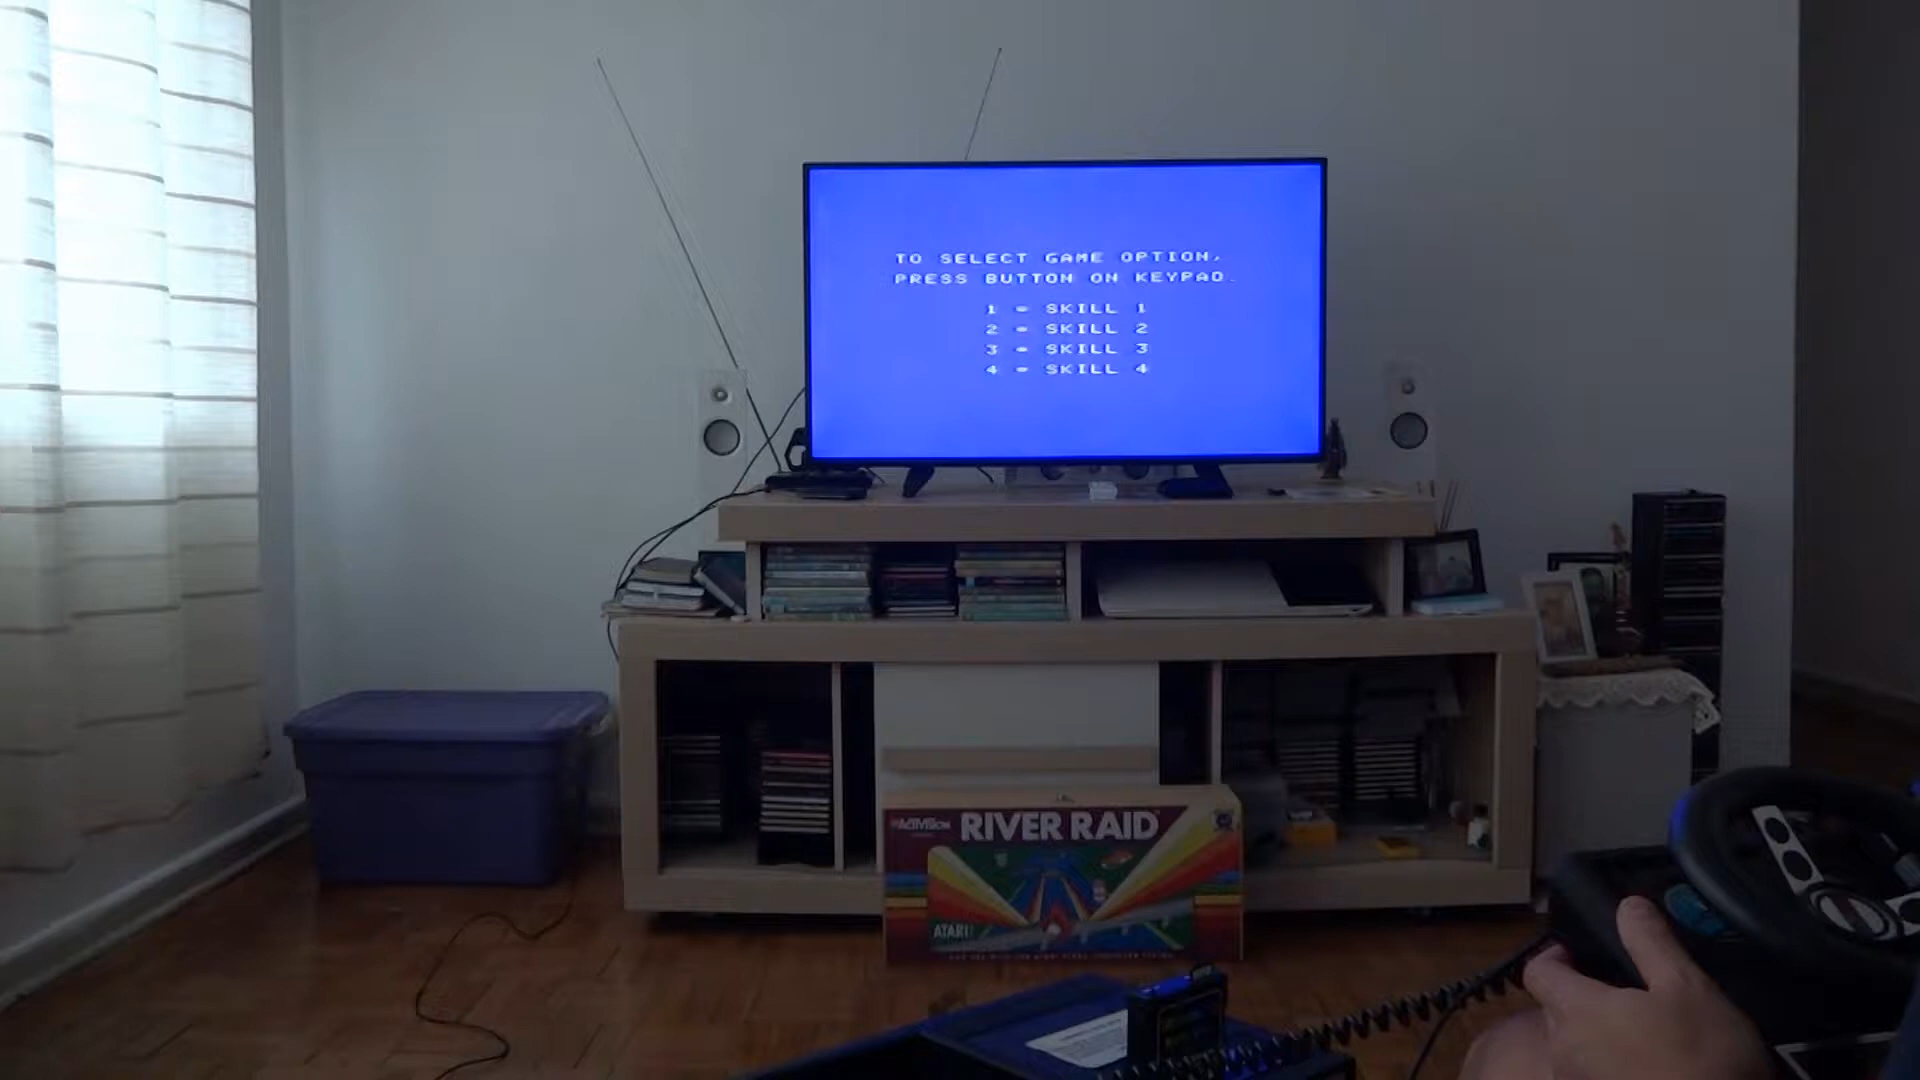 TO SELECT GAME OPTION,
PRESS BUTTON ON KEYPAD.
1 = SKILL 1
2 = SKILL 2
3 = SKILL 3
4 = SKILL 4
ACTIVISION
RIVER RAID
ATARI